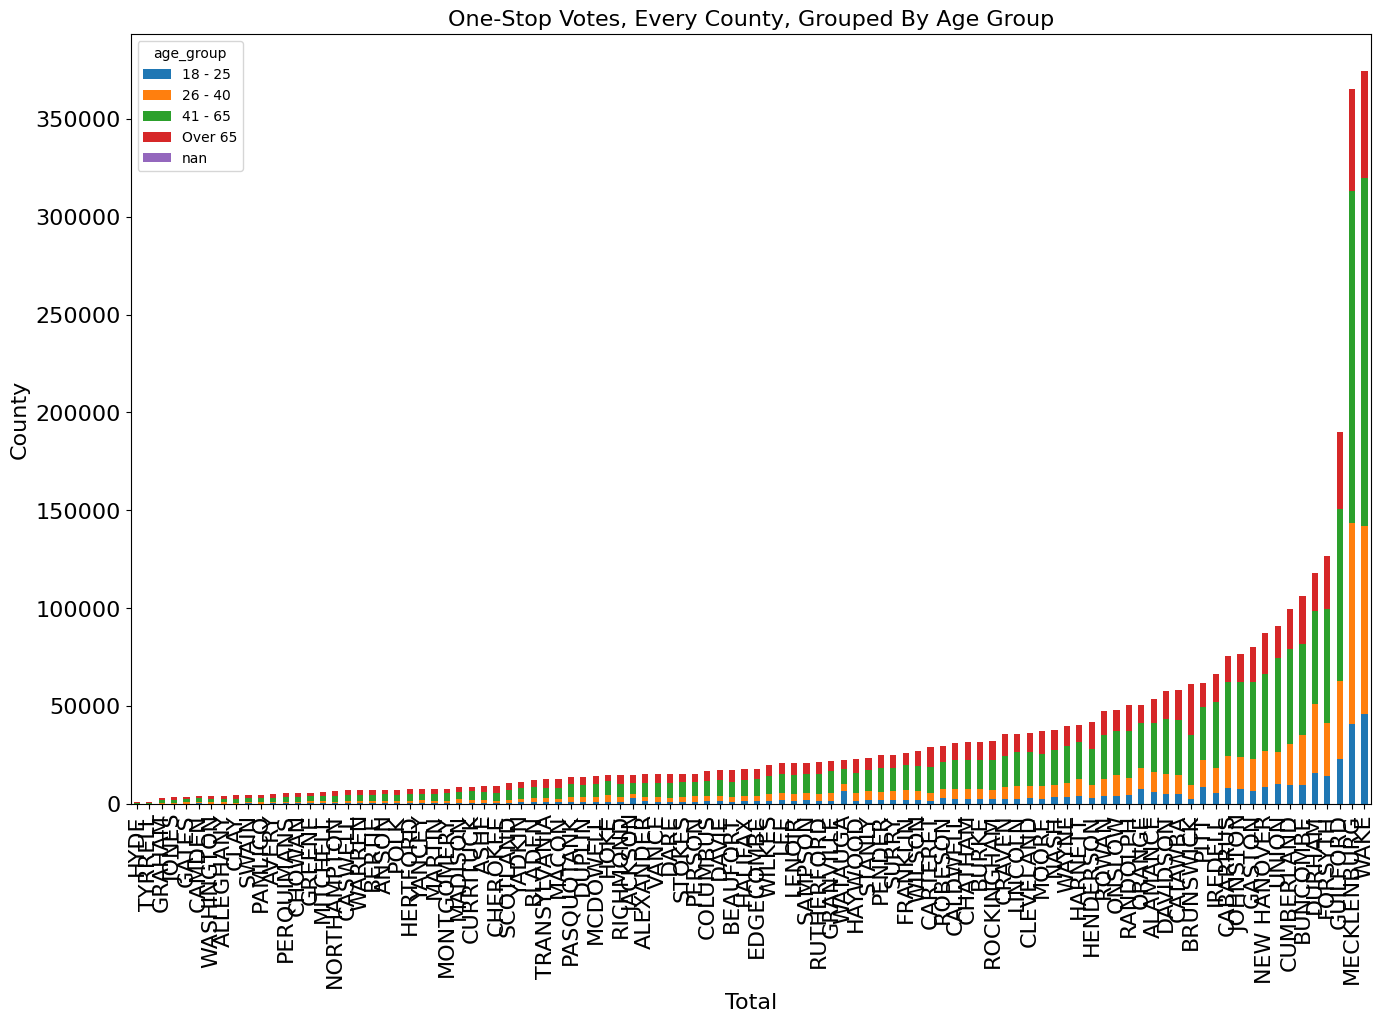 One-Stop Votes, Every County, Grouped By Age Group
age_group
18 - 25
26 - 40
41 - 65
Over 65
nan
350000
300000
250000
200000
150000
100000
50000
0
County
HYDE
TYRRELL
GRAHAM
JONES
GATES
CAMDEN
WASHINGTON
ALLEGHANY
CLAY
SWAIN
PAMLICO
AVERY
PERQUIMANS
CHOWAN
GREENE
MITCHELL
NORTHAMPTON
CASWELL
WARREN
BERTIE
ANSON
POLK
HERTFORD
YANCEY
MARTIN
MONTGOMERY
MADISON
CURRITUCK
ASHE
CHEROKEE
SCOTLAND
YADKIN
BLADEN
TRANSYLVANIA
MACON
PASQUOTANK
DUPLIN
MCDOWELL
HOKE
RICHMOND
JACKSON
ALEXANDER
VANCE
DARE
STOKES
PERSON
COLUMBUS
DAVIE
BEAUFORT
HALIFAX
EDGECOMBE
WILKES
LEE
LENOIR
SAMPSON
RUTHERFORD
GRANVILLE
WATAUGA
HAYWOOD
STANLY
PENDER
SURRY
FRANKLIN
WILSON
CARTERET
ROBESON
CALDWELL
CHATHAM
BURKE
ROCKINGHAM
CRAVEN
LINCOLN
CLEVELAND
MOORE
NASH
WAYNE
HARNETT
HENDERSON
ROWAN
ONSLOW
RANDOLPH
ORANGE
ALAMANCE
DAVIDSON
CATAWBA
BRUNSWICK
PITT
IREDELL
CABARRUS
JOHNSTON
GASTON
NEW HANOVER
UNION
CUMBERLAND
BUNCOMBE
DURHAM
FORSYTH
GUILFORD
MECKLENBURG
WAKE
Total